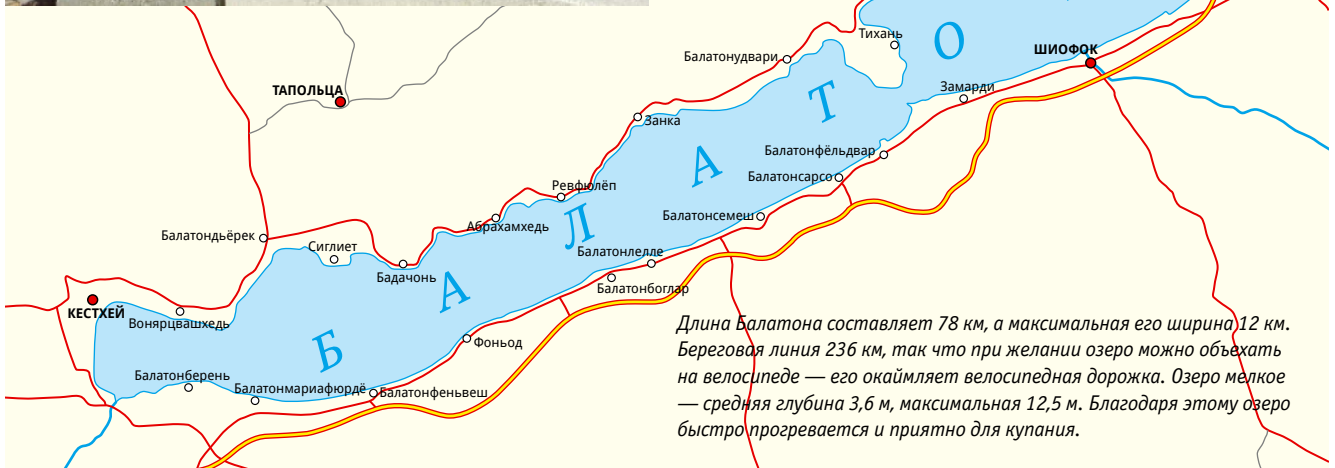 Тихань
О
ШИОФОК
Балатонудвари
ТАПОЛЬЦА
Замарди
Т
Занка
Балатонфёльдвар
А
Балатонсарсо
Ревфюлёп
Балатонсемеш
Абрахамхедь
Л
Балатондьёрек
Сиглиет
Балатонлелле
Бадачонь
Балатонбоглар
А
КЕСТХЕЙ
Вонярцвашхедь
Фоньод
Б
Балатонберень
Балатонмариафюрдё
Балатонфеньвеш
Длина Балатона составляет 78 км, а максимальная его ширина 12 км.
Береговая линия 236 км, так что при желании озеро можно объехать
на велосипеде — его окаймляет велосипедная дорожка. Озеро мелкое
— средняя глубина 3,6 м, максимальная 12,5 м. Благодаря этому озеро
быстро прогревается и приятно для купания.